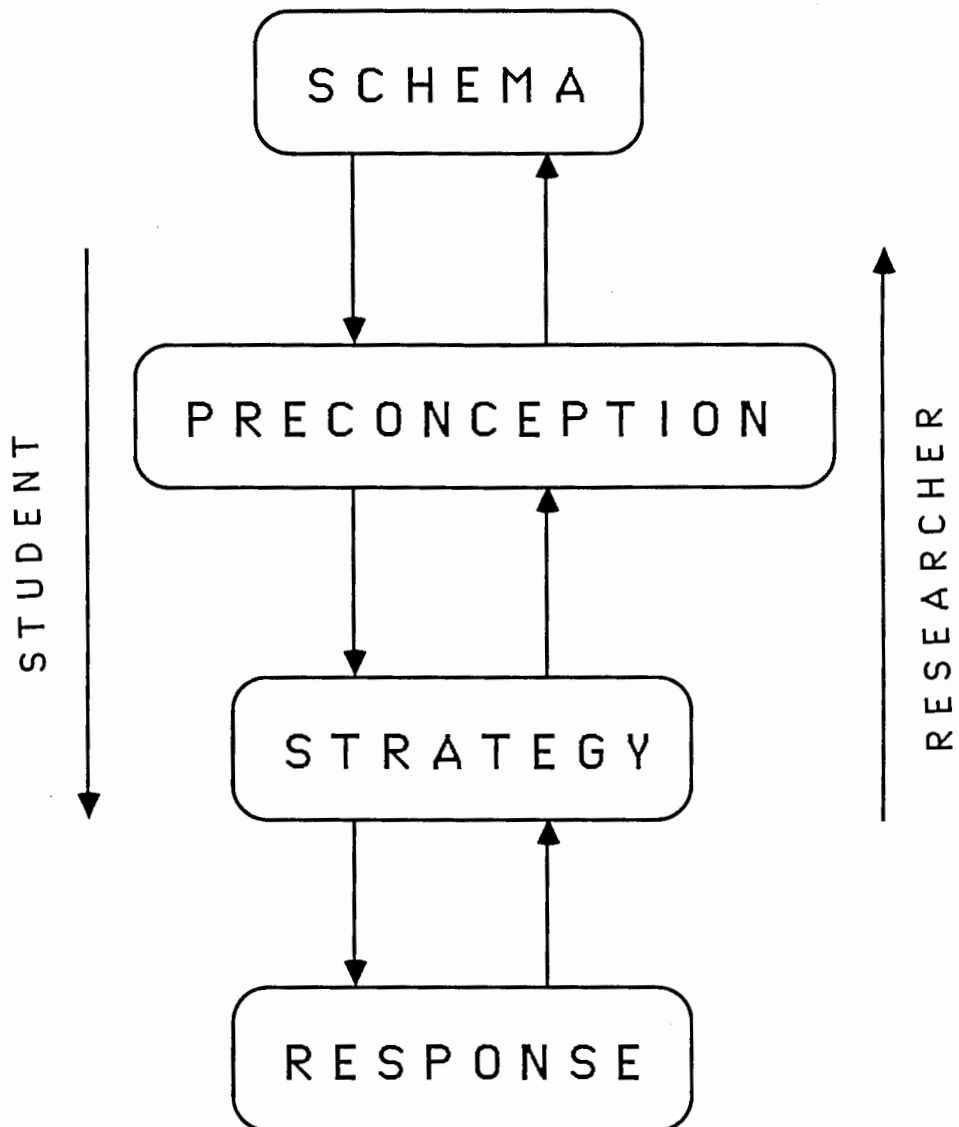 SCHEMA
PRECONCEPTION
STUDENT
RESEARCHER
STRATEGY
RESPONSE